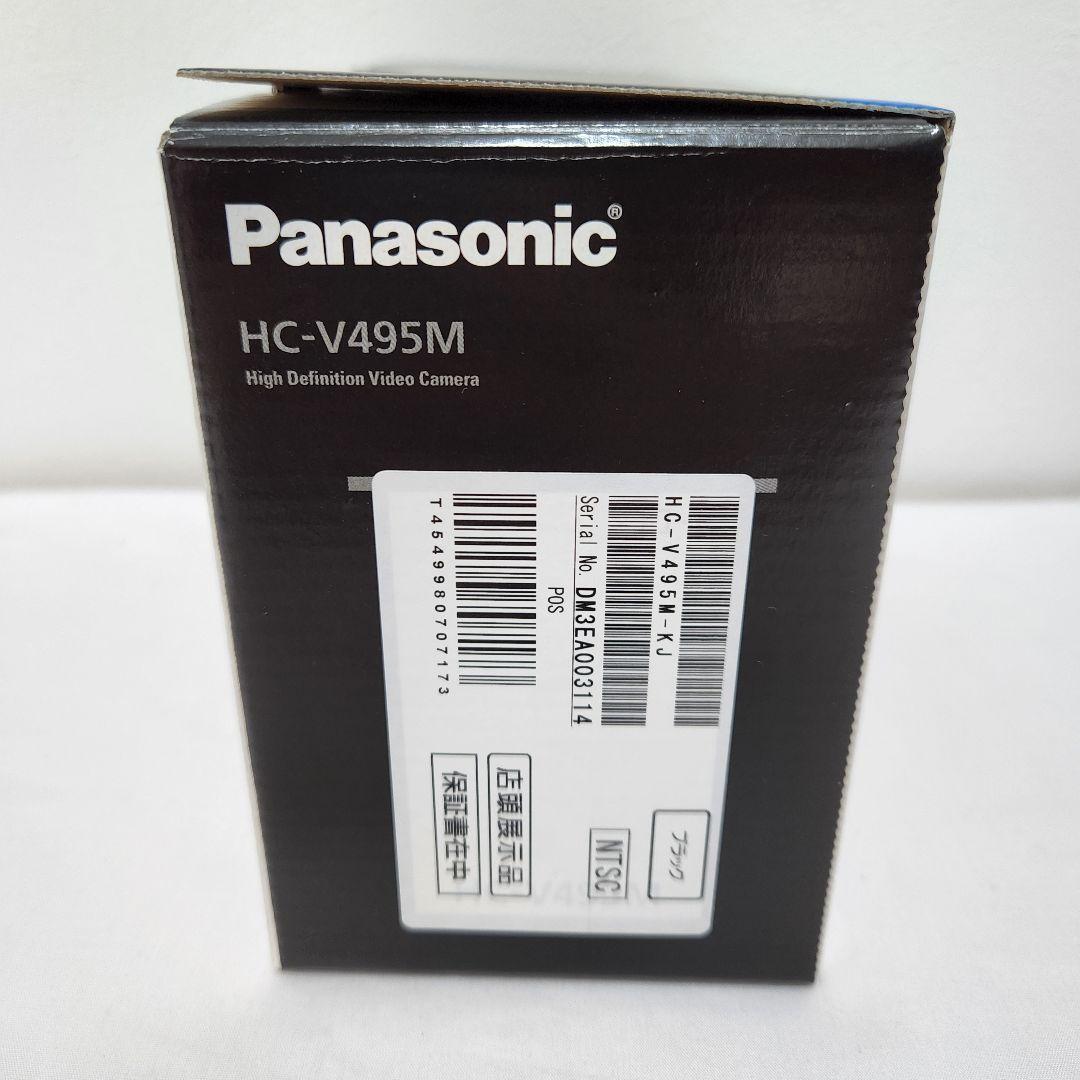 Panasonic®
HC-V495M
High Definition Video Camera
HC-V495M-KJ
Serial No. DM3EA003114
POS
T4549980707173
ブラック
NTSC
店頭展示品
保証書在中